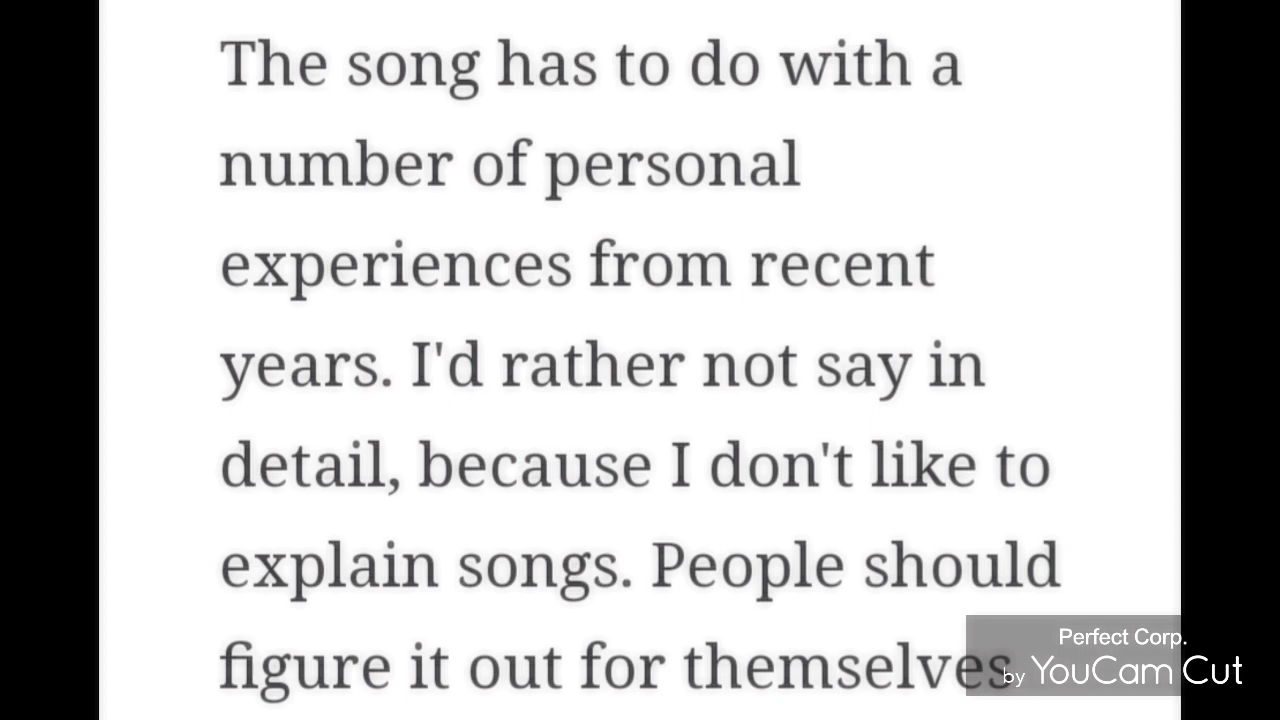 The song has to do with a
number of personal
experiences from recent
years. I'd rather not say in
detail, because I don't like to
explain songs. People should
figure it out for themselves
Perfect Corp.
by YouCam Cut